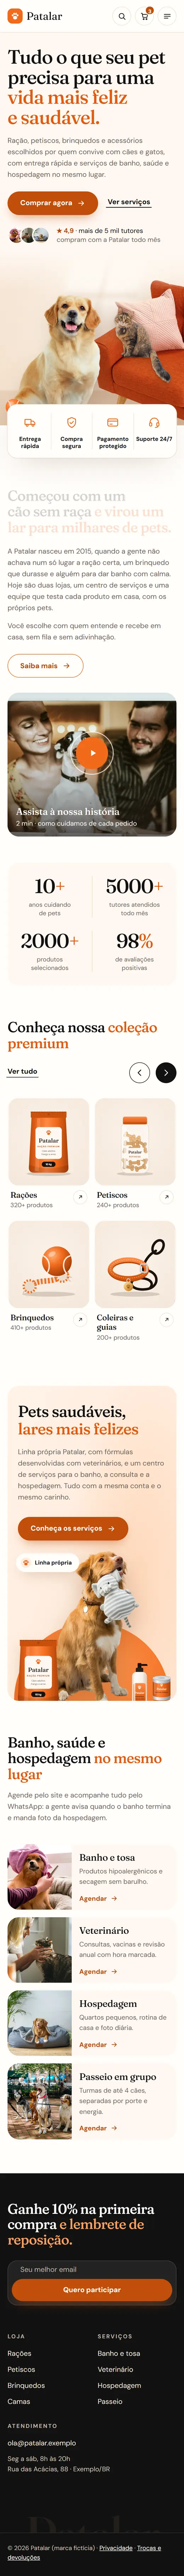 Patalar
3
Tudo o que seu pet
precisa para uma
vida mais feliz
e saudável.
Ração, petiscos, brinquedos e acessórios
escolhidos por quem convive com cães e gatos,
com entrega rápida e serviços de banho, saúde e
hospedagem no mesmo lugar.
Comprar agora →
Ver serviços
★ 4,9 · mais de 5 mil tutores
compram com a Patalar todo mês
Entrega
rápida
Compra
segura
Pagamento
protegido
Suporte 24/7
Começou com um
cão sem raça e virou um
lar para milhares de pets.
A Patalar nasceu em 2015, quando a gente não
achava num só lugar a ração certa, um brinquedo
que durasse e alguém para dar banho com calma.
Hoje são duas lojas, um centro de serviços e uma
equipe que testa cada produto em casa, com os
próprios pets.
Você escolhe com quem entende e recebe em
casa, sem fila e sem adivinhação.
Saiba mais →
Assista à nossa história
2 min · como cuidamos de cada pedido
10+
anos cuidando
de pets
5000+
tutores atendidos
todo mês
2000+
produtos
selecionados
98%
de avaliações
positivas
Conheça nossa coleção
premium
Ver tudo
Patalar
Rações
320+ produtos
Patalar
Petiscos
240+ produtos
Brinquedos
410+ produtos
Coleiras e
guias
200+ produtos
Pets saudáveis,
lares mais felizes
Linha própria Patalar, com fórmulas
desenvolvidas com veterinários, e um centro
de serviços para o banho, a consulta e a
hospedagem. Tudo com a mesma conta e o
mesmo carinho.
Conheça os serviços →
Linha própria
Patalar
Banho, saúde e
hospedagem no mesmo
lugar
Agende pelo site e acompanhe tudo pelo
WhatsApp: a gente avisa quando o banho termina
e manda foto da hospedagem.
Banho e tosa
Produtos hipoalergênicos e
secagem sem barulho.
Agendar →
Veterinário
Consultas, vacinas e revisão
anual com hora marcada.
Agendar →
Hospedagem
Quartos pequenos, rotina de
casa e foto diária.
Agendar →
Passeio em grupo
Turmas de até 4 cães,
separadas por porte e
energia.
Agendar →
Ganhe 10% na primeira
compra e lembrete de
reposição.
Seu melhor email
Quero participar
LOJA
Rações
Petiscos
Brinquedos
Camas
SERVIÇOS
Banho e tosa
Veterinário
Hospedagem
Passeio
ATENDIMENTO
ola@patalar.exemplo
Seg a sáb, 8h às 20h
Rua das Acácias, 88 · Exemplo/BR
Patalar
© 2026 Patalar (marca fictícia) · Privacidade · Trocas e
devoluções